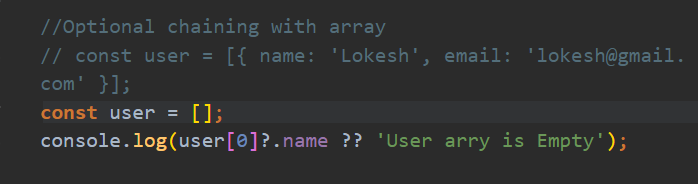 //Optional chaining with array
// const user = [{ name: 'Lokesh', email: 'lokesh@gmail.
com' }];
const user = [];
console.log(user[0]?.name ?? 'User arry is Empty');